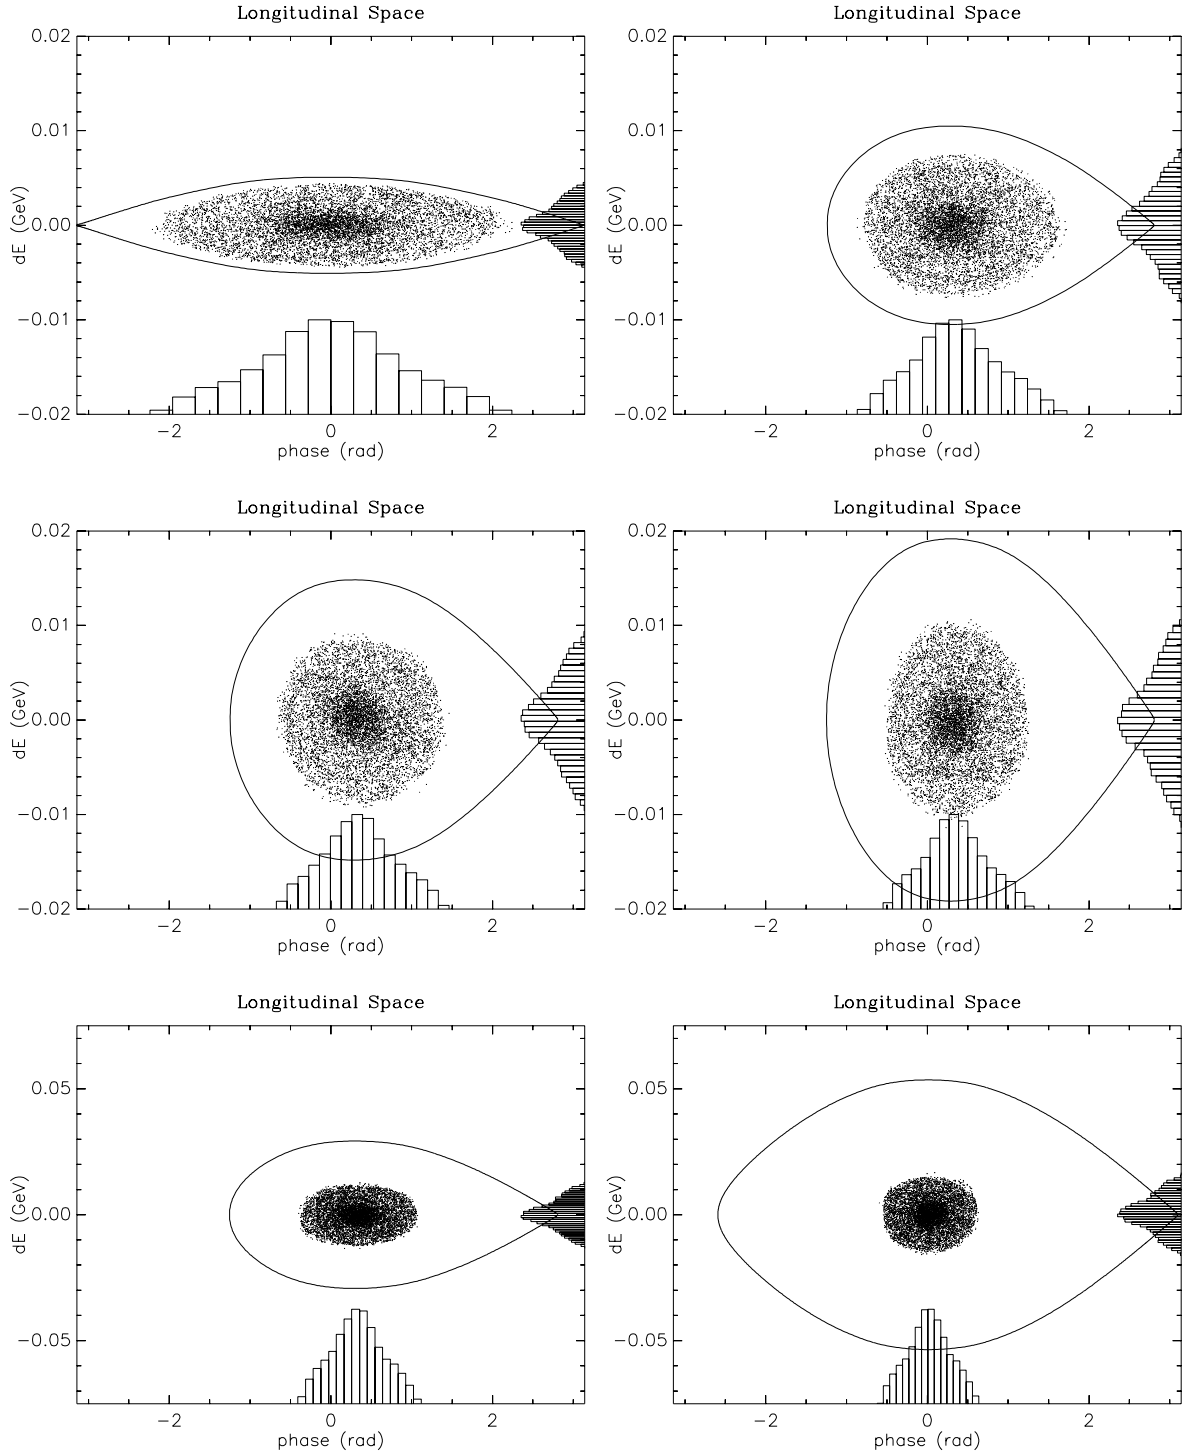 Longitudinal Space
0.02
0.01
0.00
−0.01
−0.02
dE (GeV)
−2 0 2
phase (rad)
Longitudinal Space
0.02
0.01
0.00
−0.01
−0.02
dE (GeV)
−2 0 2
phase (rad)
Longitudinal Space
0.02
0.01
0.00
−0.01
−0.02
dE (GeV)
−2 0 2
phase (rad)
Longitudinal Space
0.02
0.01
0.00
−0.01
−0.02
dE (GeV)
−2 0 2
phase (rad)
Longitudinal Space
0.05
0.00
−0.05
dE (GeV)
−2 0 2
phase (rad)
Longitudinal Space
0.05
0.00
−0.05
dE (GeV)
−2 0 2
phase (rad)